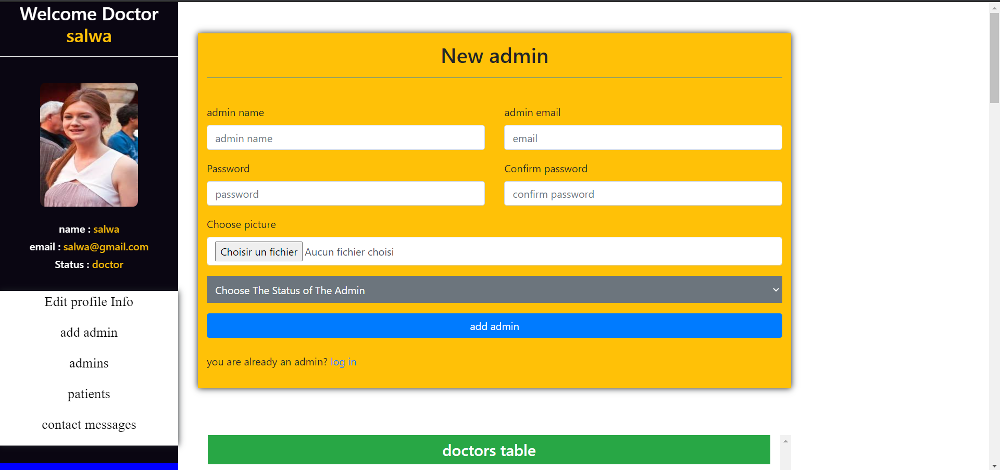 Welcome Doctor
salwa
name : salwa
email : salwa@gmail.com
Status : doctor
Edit profile Info
add admin
admins
patients
contact messages
New admin
admin name
admin email
admin name
email
Password
Confirm password
password
confirm password
Choose picture
Choisir un fichier Aucun fichier choisi
Choose The Status of The Admin
add admin
you are already an admin? log in
doctors table